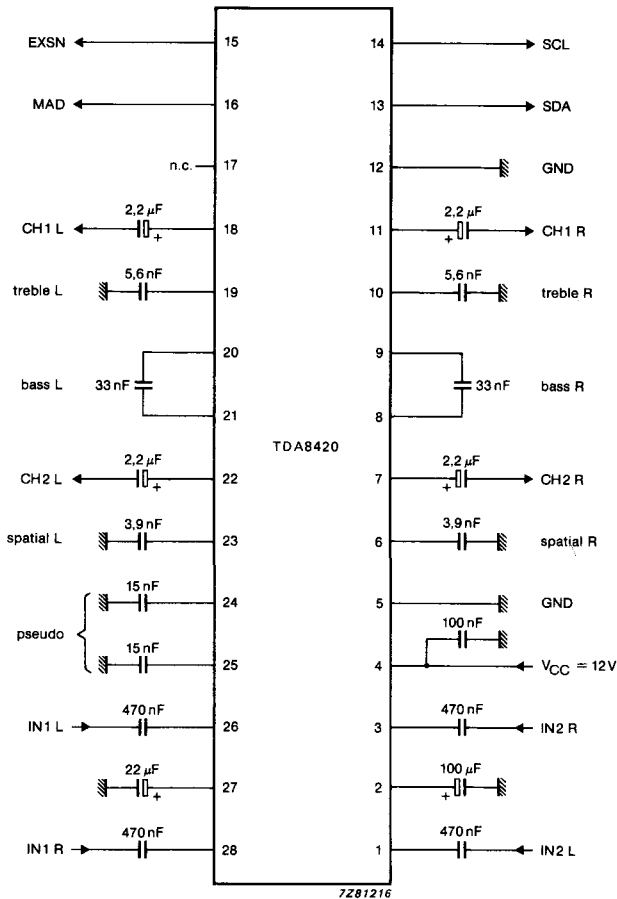 EXSN 15 14 SCL
MAD 16 13 SDA
n.c. 17 12 GND
2,2 μF 2,2 μF
CH1 L + 18 11 + CH1 R
5,6 nF 5,6 nF
treble L 19 10 treble R
20 9
bass L 33 nF 33 nF bass R
21 8
TDA8420
2,2 μF 2,2 μF
CH2 L + 22 7 + CH2 R
3,9 nF 3,9 nF
spatial L 23 6 spatial R
15 nF
24 5 GND
pseudo 100 nF
15 nF
25 4 VCC = 12 V
470 nF 470 nF
IN1 L 26 3 IN2 R
22 μF 100 μF
+ 27 2 +
470 nF 470 nF
IN1 R 28 1 IN2 L
7Z81216